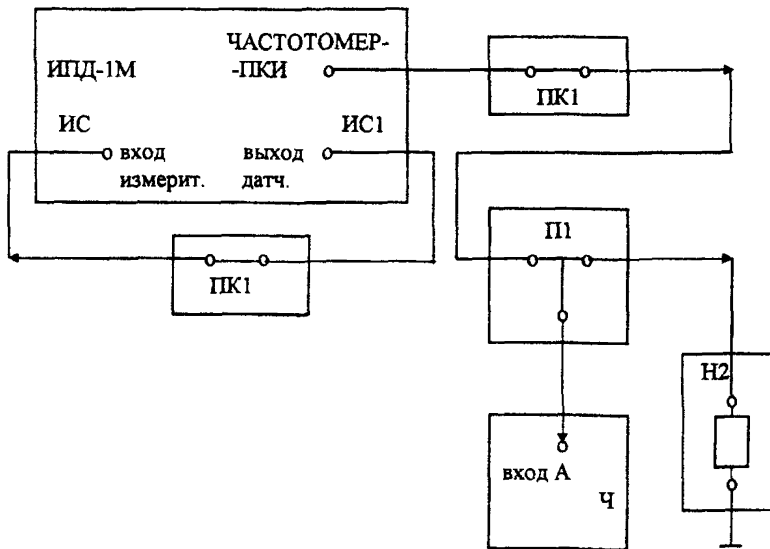 ЧАСТОТОМЕР-
ИПД-1М
-ПКИ
ПК1
ИС
ИС1
вход
измерит.
выход
датч.
ПК1
П1
Н2
вход А
Ч